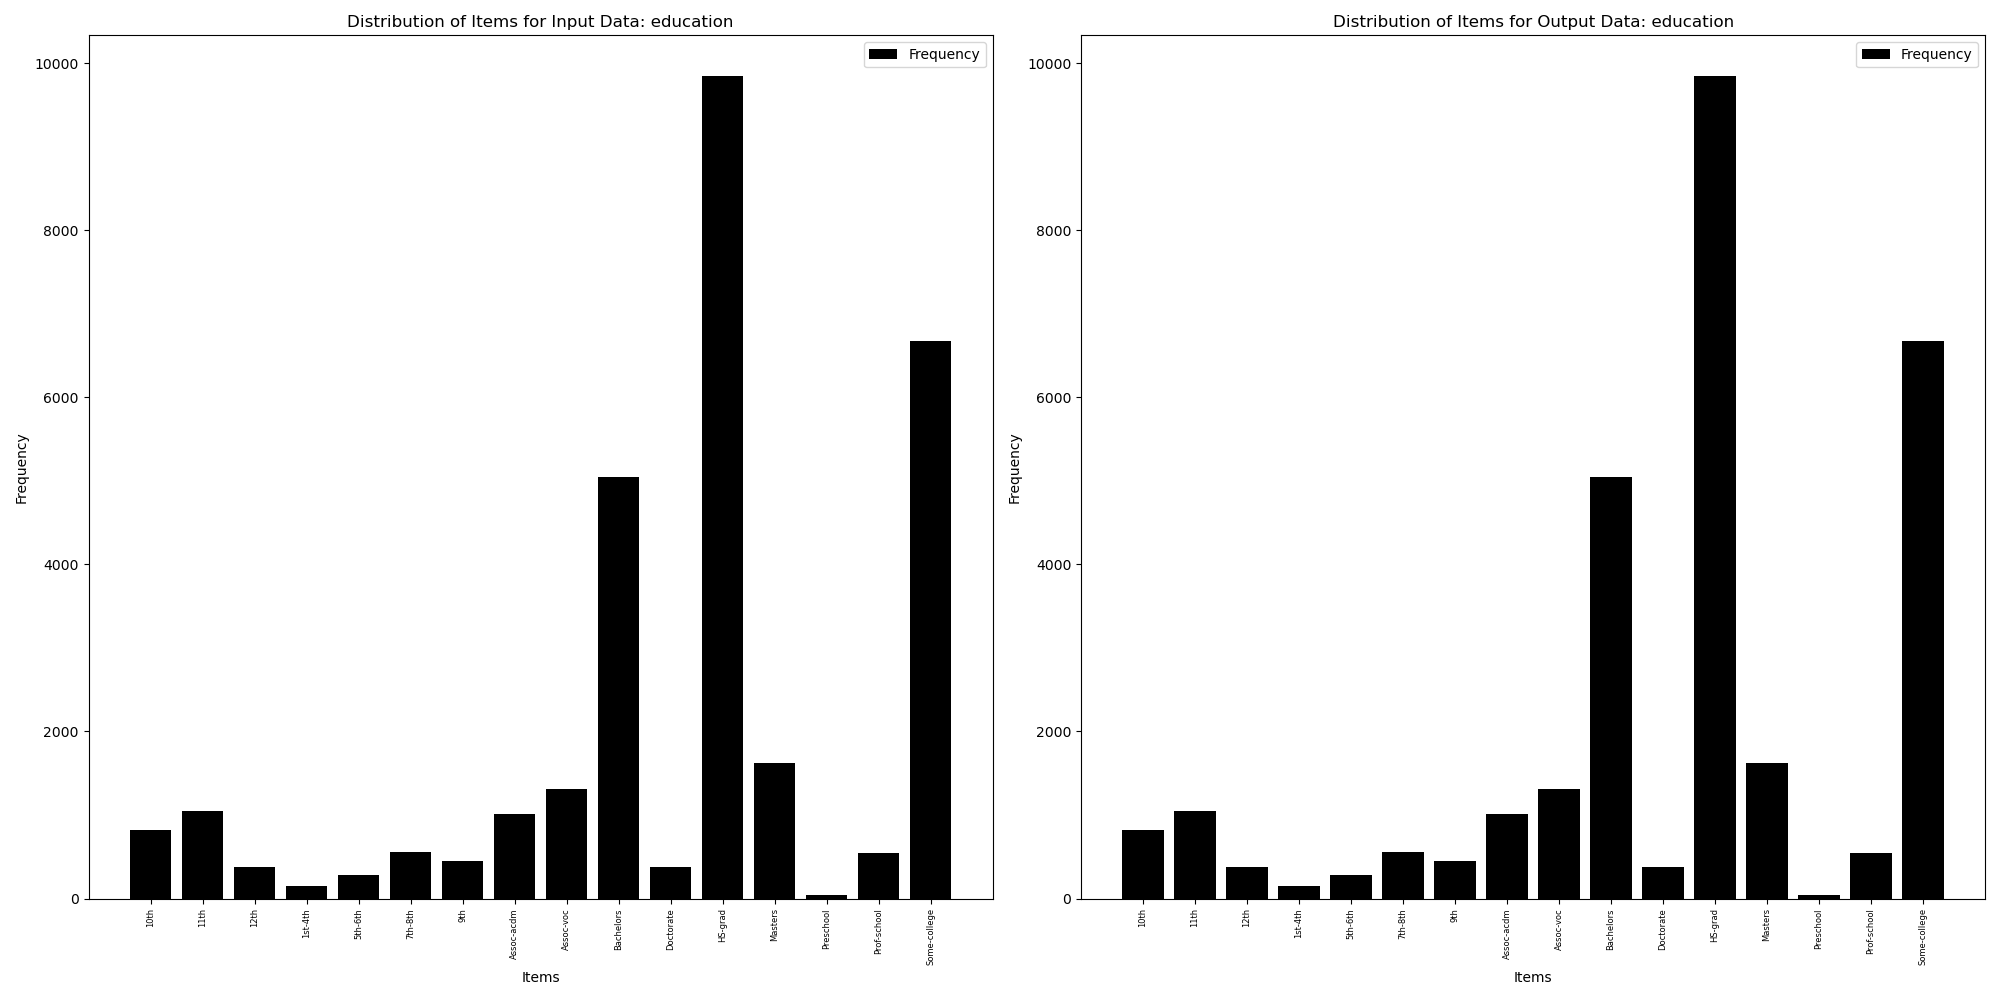 Distribution of Items for Input Data: education
Frequency
10000
8000
6000
4000
2000
0
Frequency
10th
11th
12th
1st-4th
5th-6th
7th-8th
9th
Assoc-acdm
Assoc-voc
Bachelors
Doctorate
HS-grad
Masters
Preschool
Prof-school
Some-college
Items
Distribution of Items for Output Data: education
Frequency
10000
8000
6000
4000
2000
0
Frequency
10th
11th
12th
1st-4th
5th-6th
7th-8th
9th
Assoc-acdm
Assoc-voc
Bachelors
Doctorate
HS-grad
Masters
Preschool
Prof-school
Some-college
Items